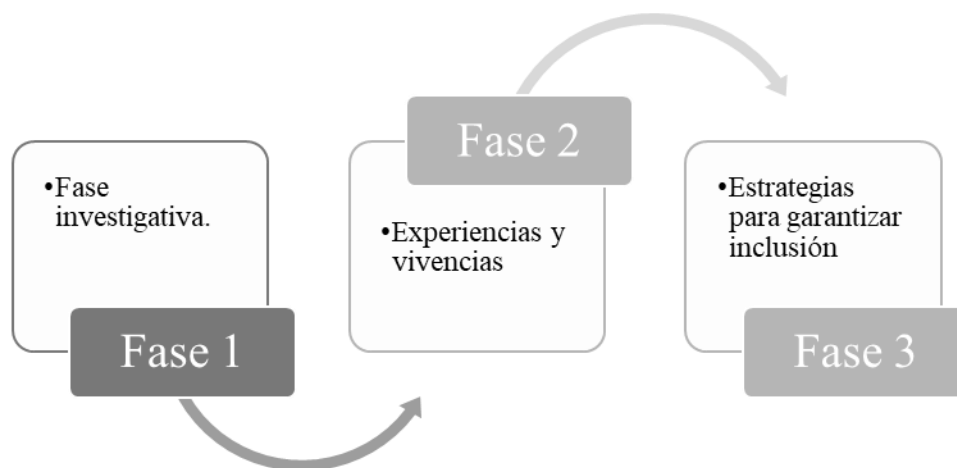 •Fase
investigativa.
Fase 1
Fase 2
•Experiencias y
vivencias
•Estrategias
para garantizar
inclusión
Fase 3